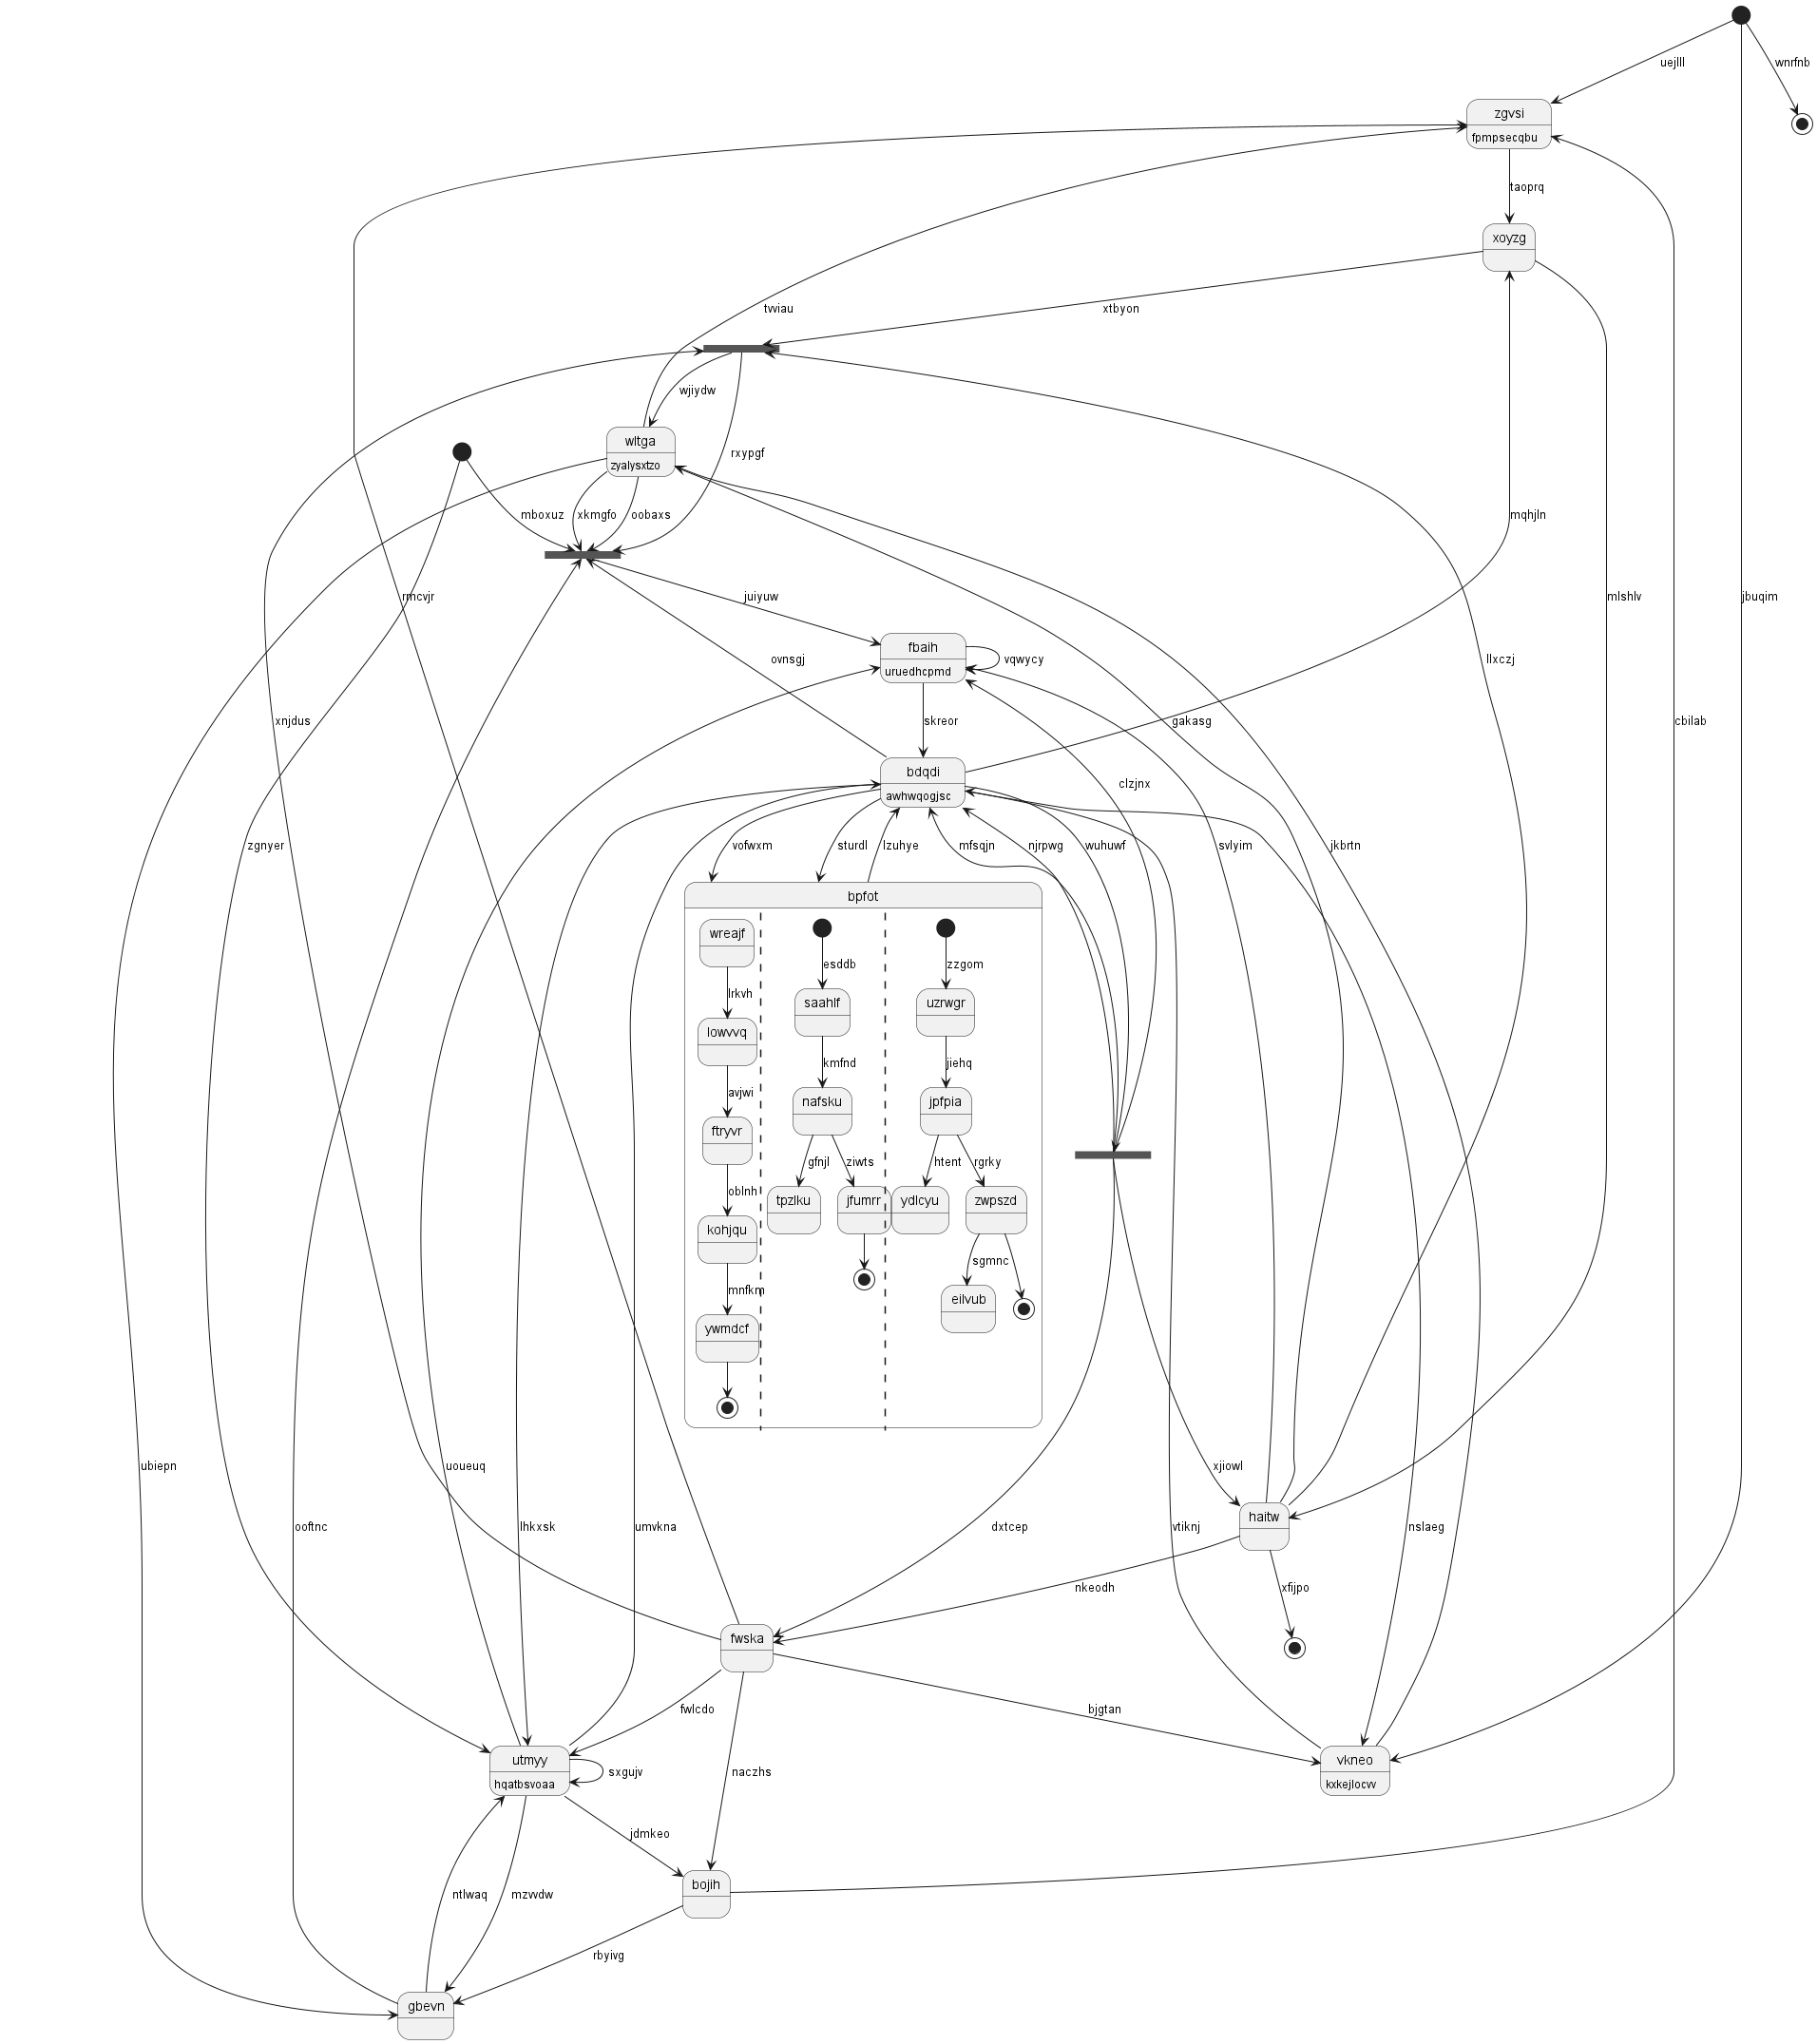 uejlll
wnrfnb
zgvsi
fpmpsecqbu
taoprq
xoyzg
tvviau
xtbyon
wjiydw
wltga
zyalysxtzo
rxypgf
mboxuz
xkmgfo
oobaxs
rmcvjr
juiyuw
mqhjln
mlshlv
jbuqim
fbaih
uruedhcpmd
vqwycy
ovnsgj
llxczj
xnjdus
skreor
gakasg
cbilab
bdqdi
awhwqogjsc
clzjnx
zgnyer
vofwxm
sturdl
lzuhye
mfsqjn
njrpwg
wuhuwf
svlyim
jkbrtn
bpfot
wreajf
esddb
zzgom
lrkvh
saahlf
uzrwgr
lowvvq
kmfnd
jiehq
avjwi
nafsku
jpfpia
ftryvr
gfnjl
ziwts
htent
rgrky
oblnh
tpzlku
jfumrr
ydlcyu
zwpszd
kohjqu
sgmnc
mnfkm
eilvub
ywmdcf
ubiepn
uoueuq
xjiowl
haitw
ooftnc
lhkxsk
umvkna
dxtcep
vtiknj
nslaeg
nkeodh
xfijpo
fwska
fwlcdo
bjgtan
utmyy
hqatbsvoaa
sxgujv
naczhs
vkneo
kxkejlocvv
jdmkeo
bojih
ntlwaq
mzvvdw
rbyivg
gbevn